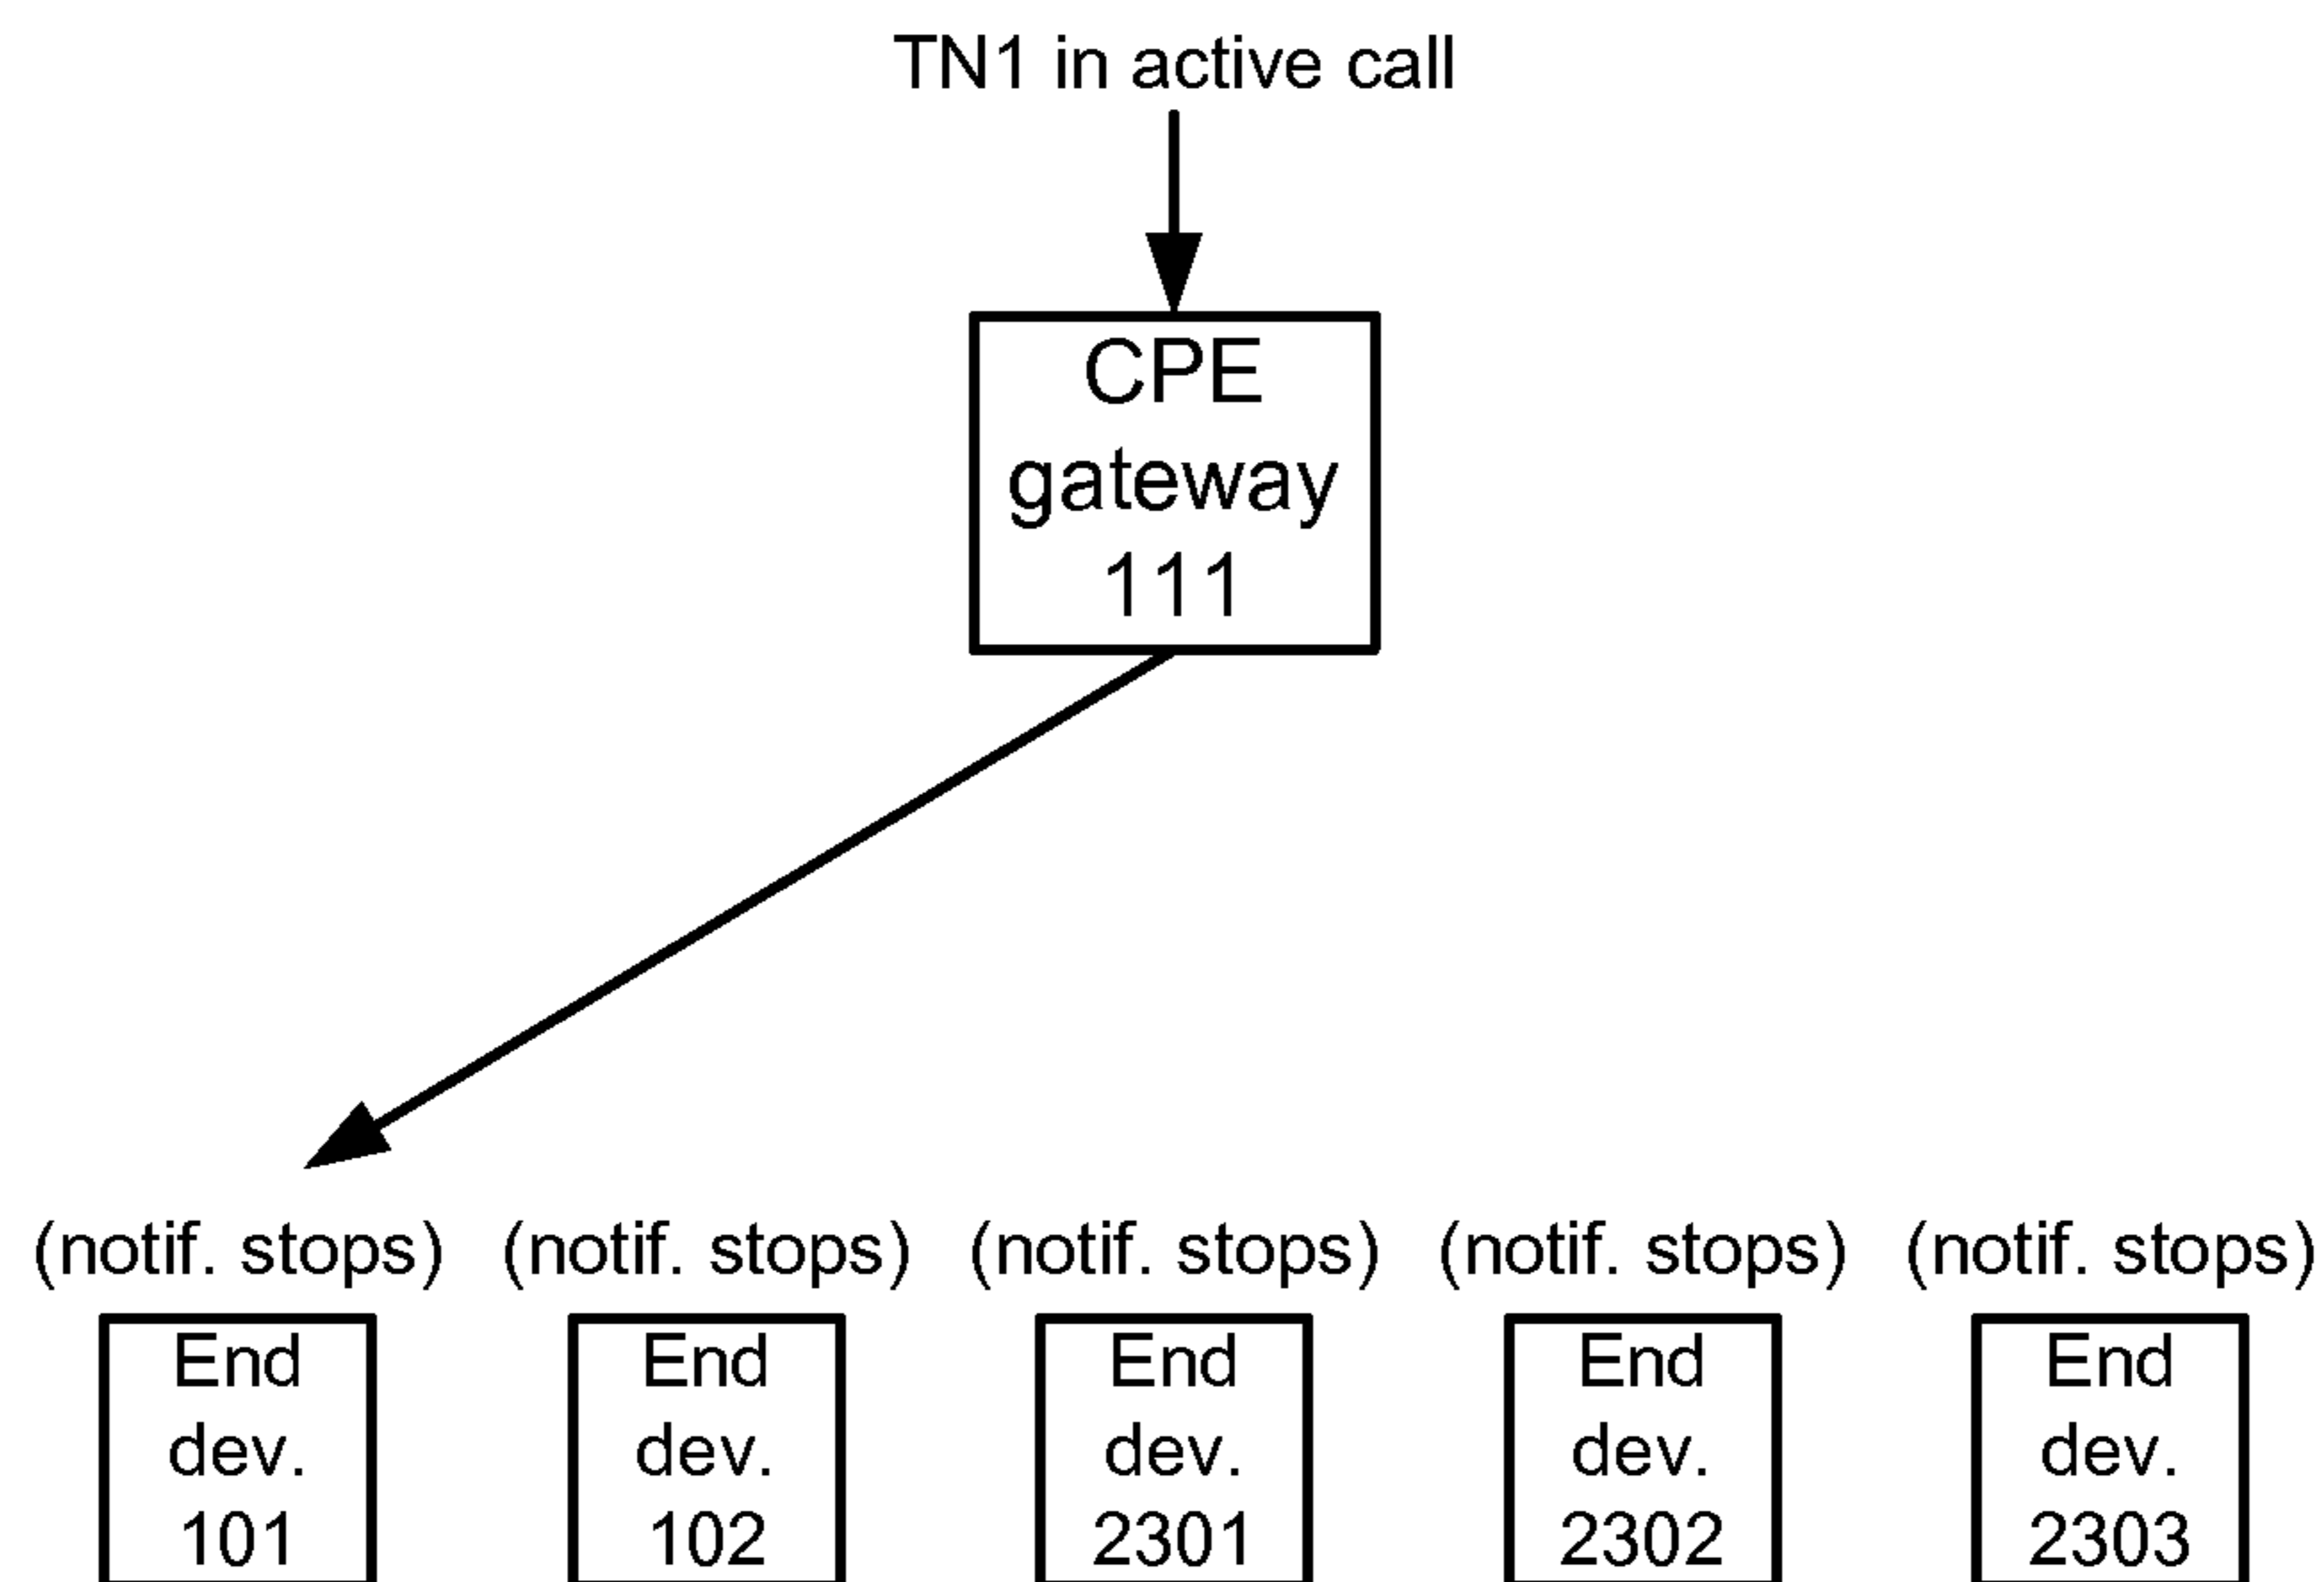 TN1 in active call
CPE
gateway
111
(notif. stops) (notif. stops) (notif. stops) (notif. stops) (notif. stops)
End
dev.
101
End
dev.
102
End
dev.
2301
End
dev.
2302
End
dev.
2303